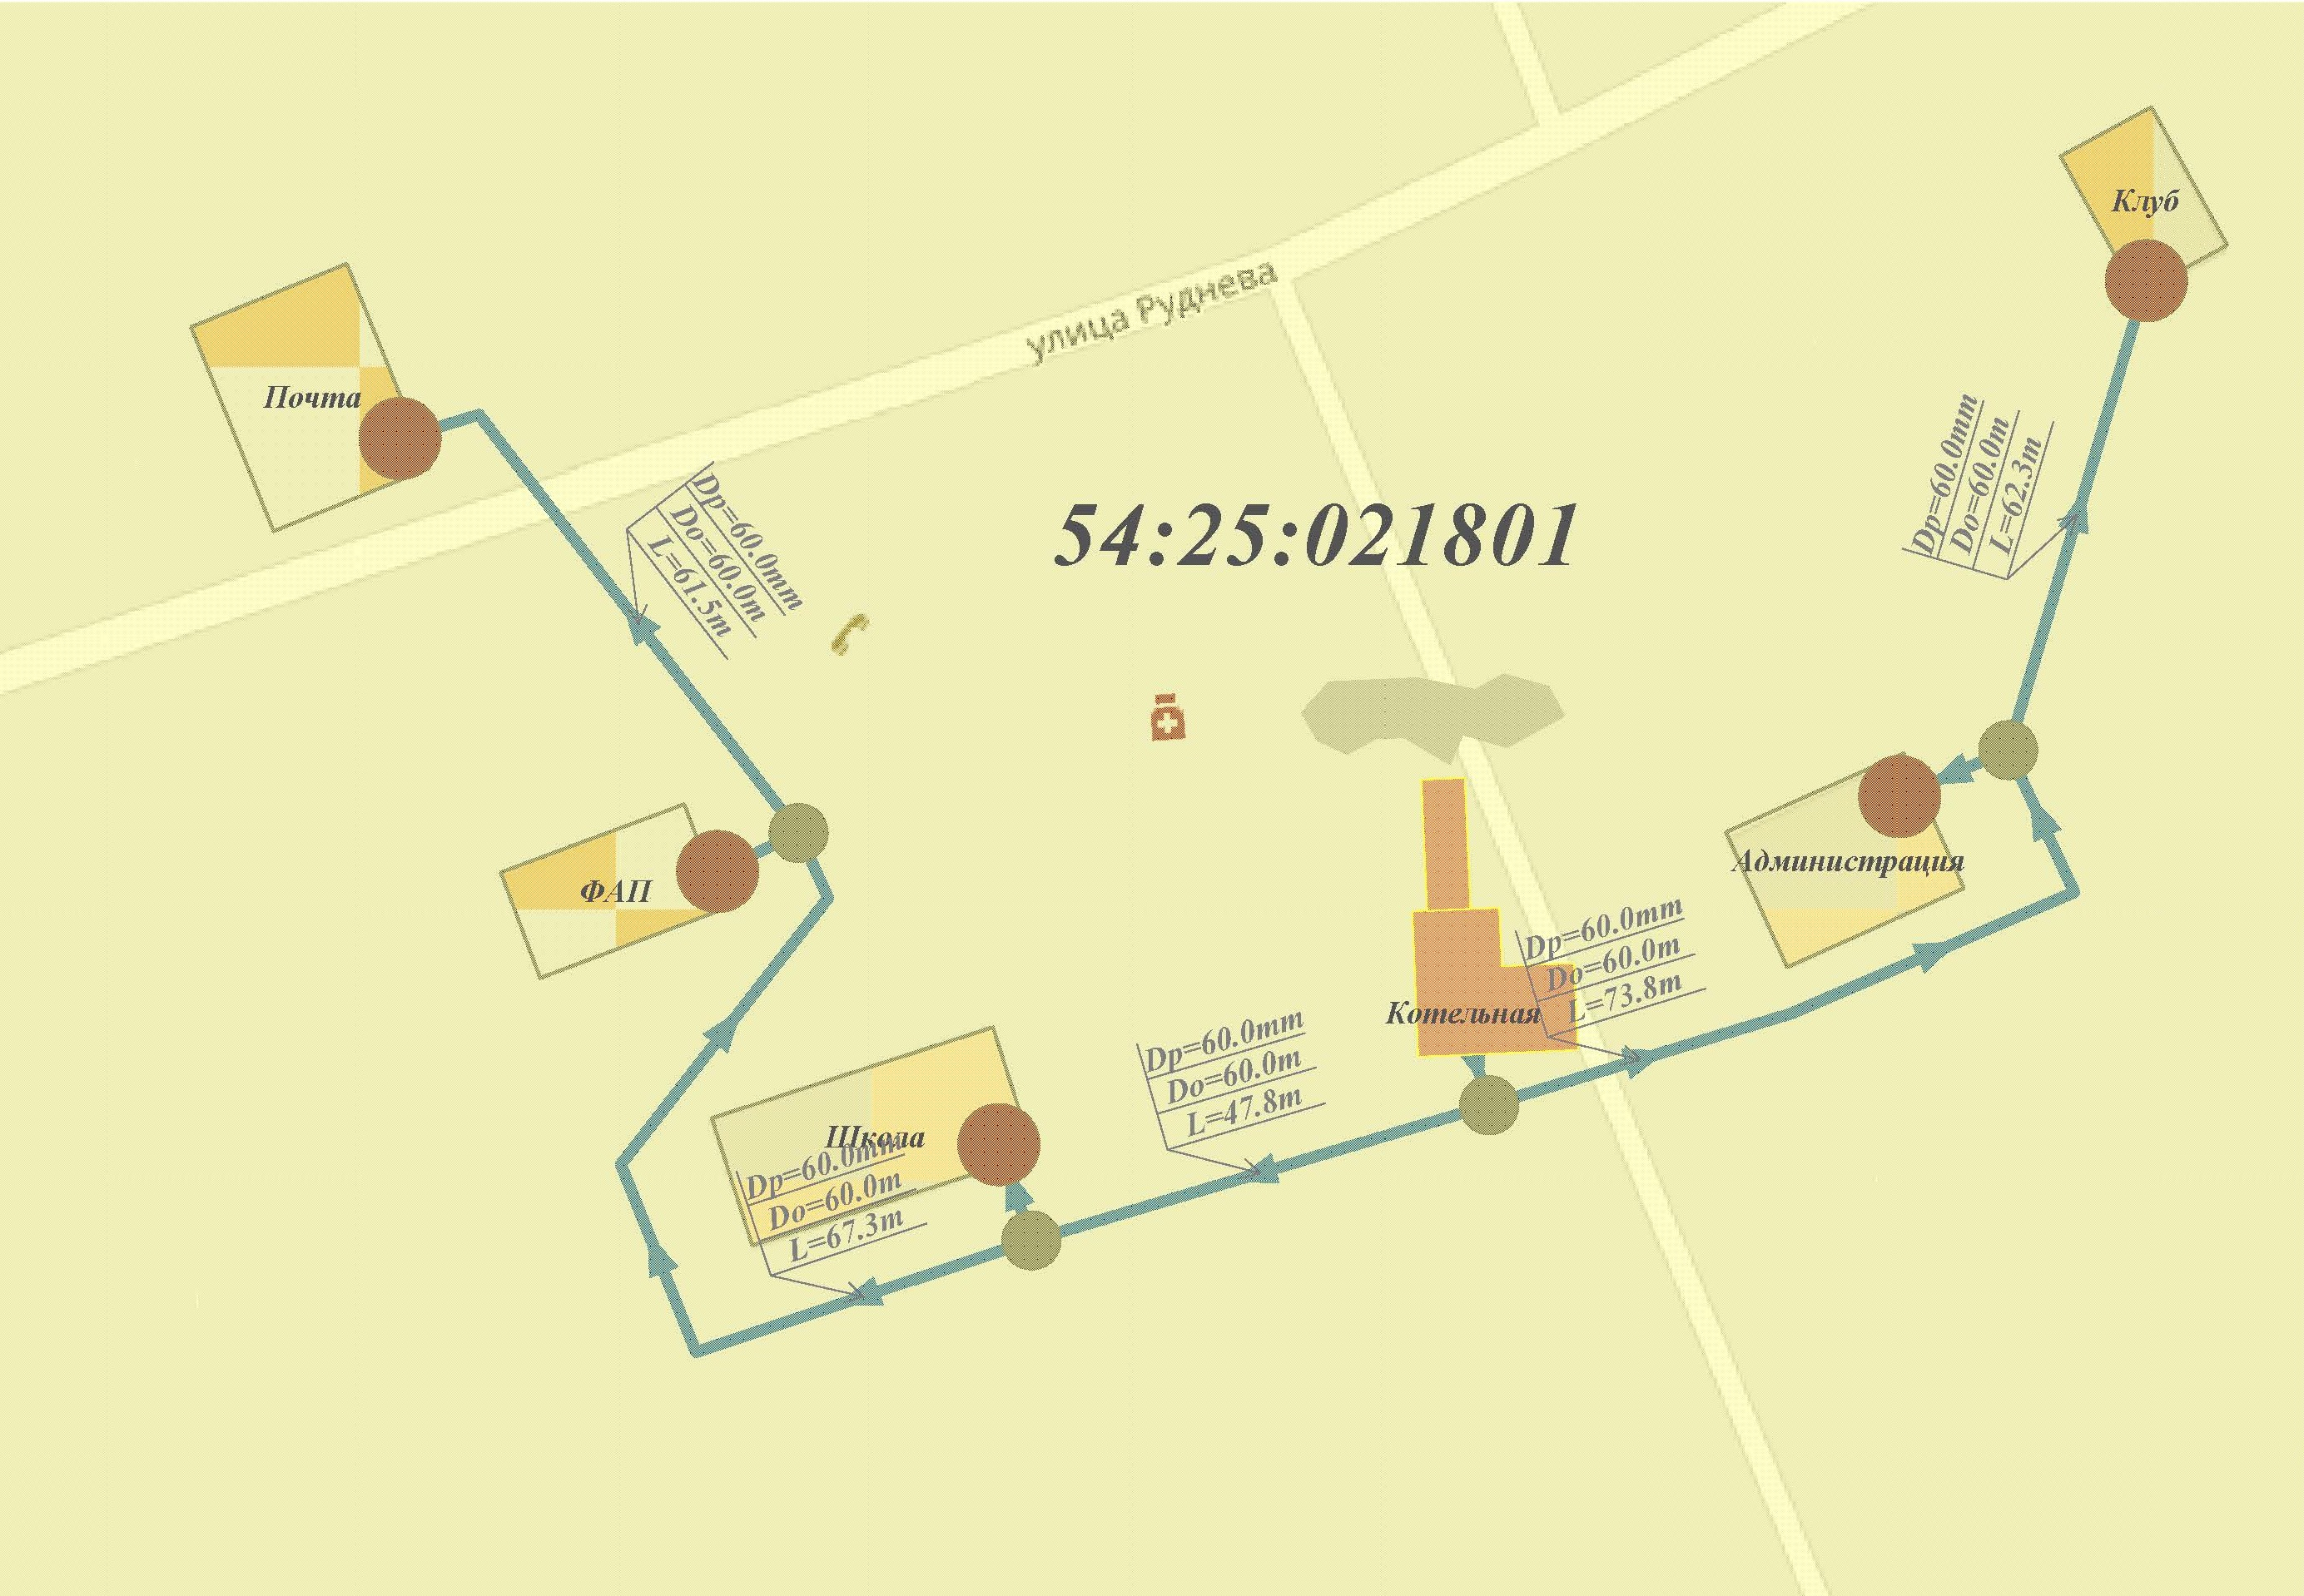 Клуб
улица Руднева
Почта
Dp=60.0mm
Do=60.0m
L=62.3m
Dp=60.0mm
Do=60.0m
L=61.5m
54:25:021801
Администрация
ФАП
Dp=60.0mm
Do=60.0m
L=73.8m
Котельная
Dp=60.0mm
Do=60.0m
L=47.8m
Школа
Dp=60.0mm
Do=60.0m
L=67.3m